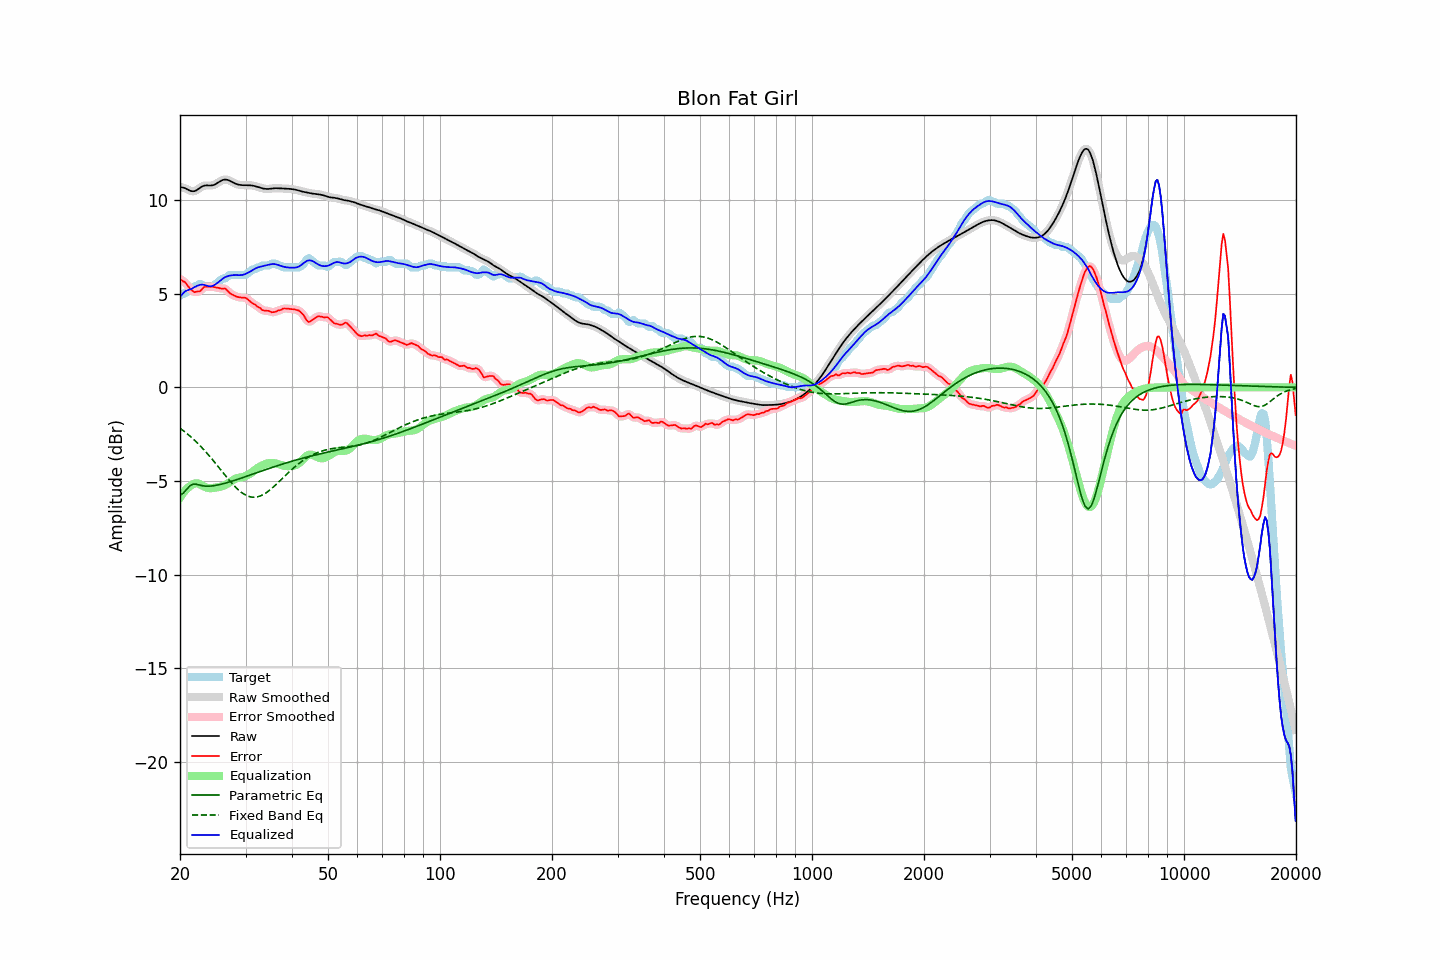 Blon Fat Girl
Amplitude (dBr)
10
5
0
−5
−10
−15
−20
Target
Raw Smoothed
Error Smoothed
Raw
Error
Equalization
Parametric Eq
Fixed Band Eq
Equalized
20 50 100 200 500 1000 2000 5000 10000 20000
Frequency (Hz)